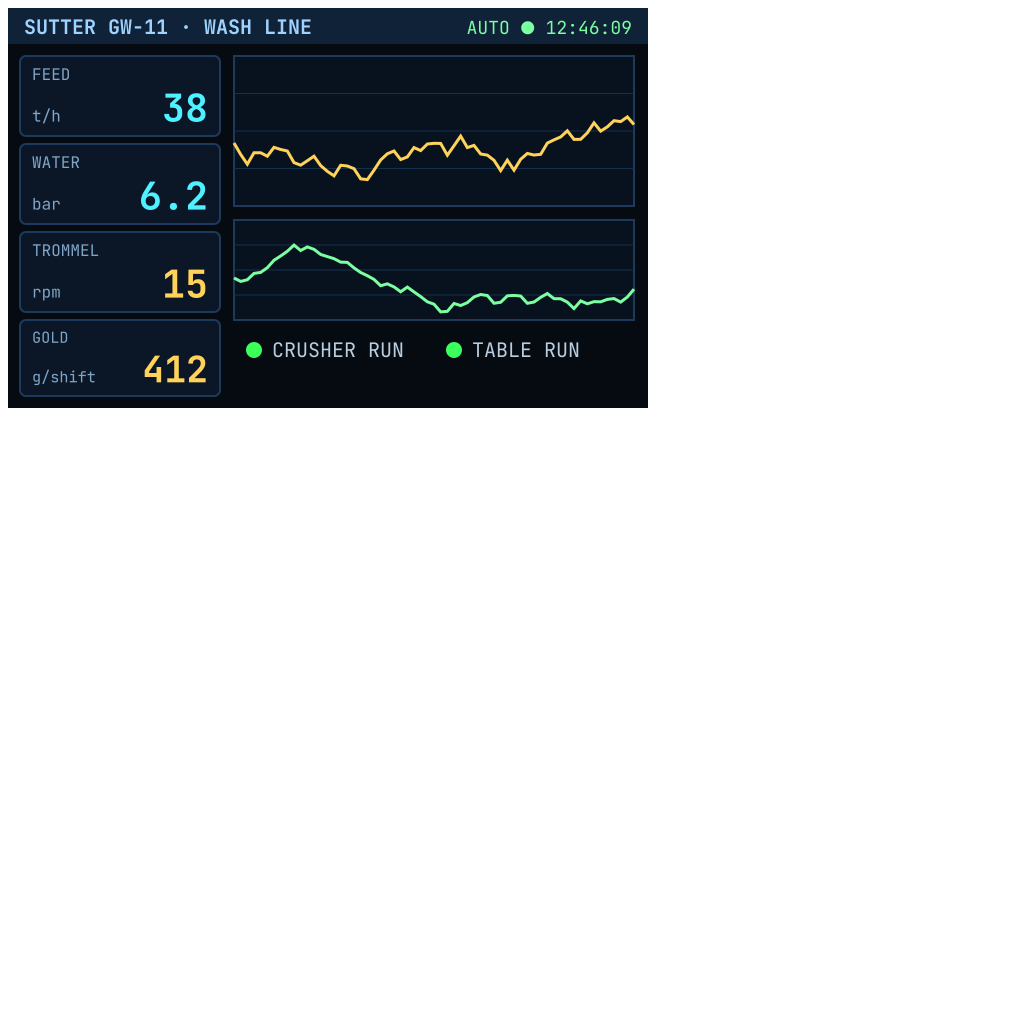 SUTTER GW-11 · WASH LINE
AUTO ● 12:46:09
FEED
t/h 38
WATER
bar 6.2
TROMMEL
rpm 15
GOLD
g/shift 412
CRUSHER RUN
TABLE RUN